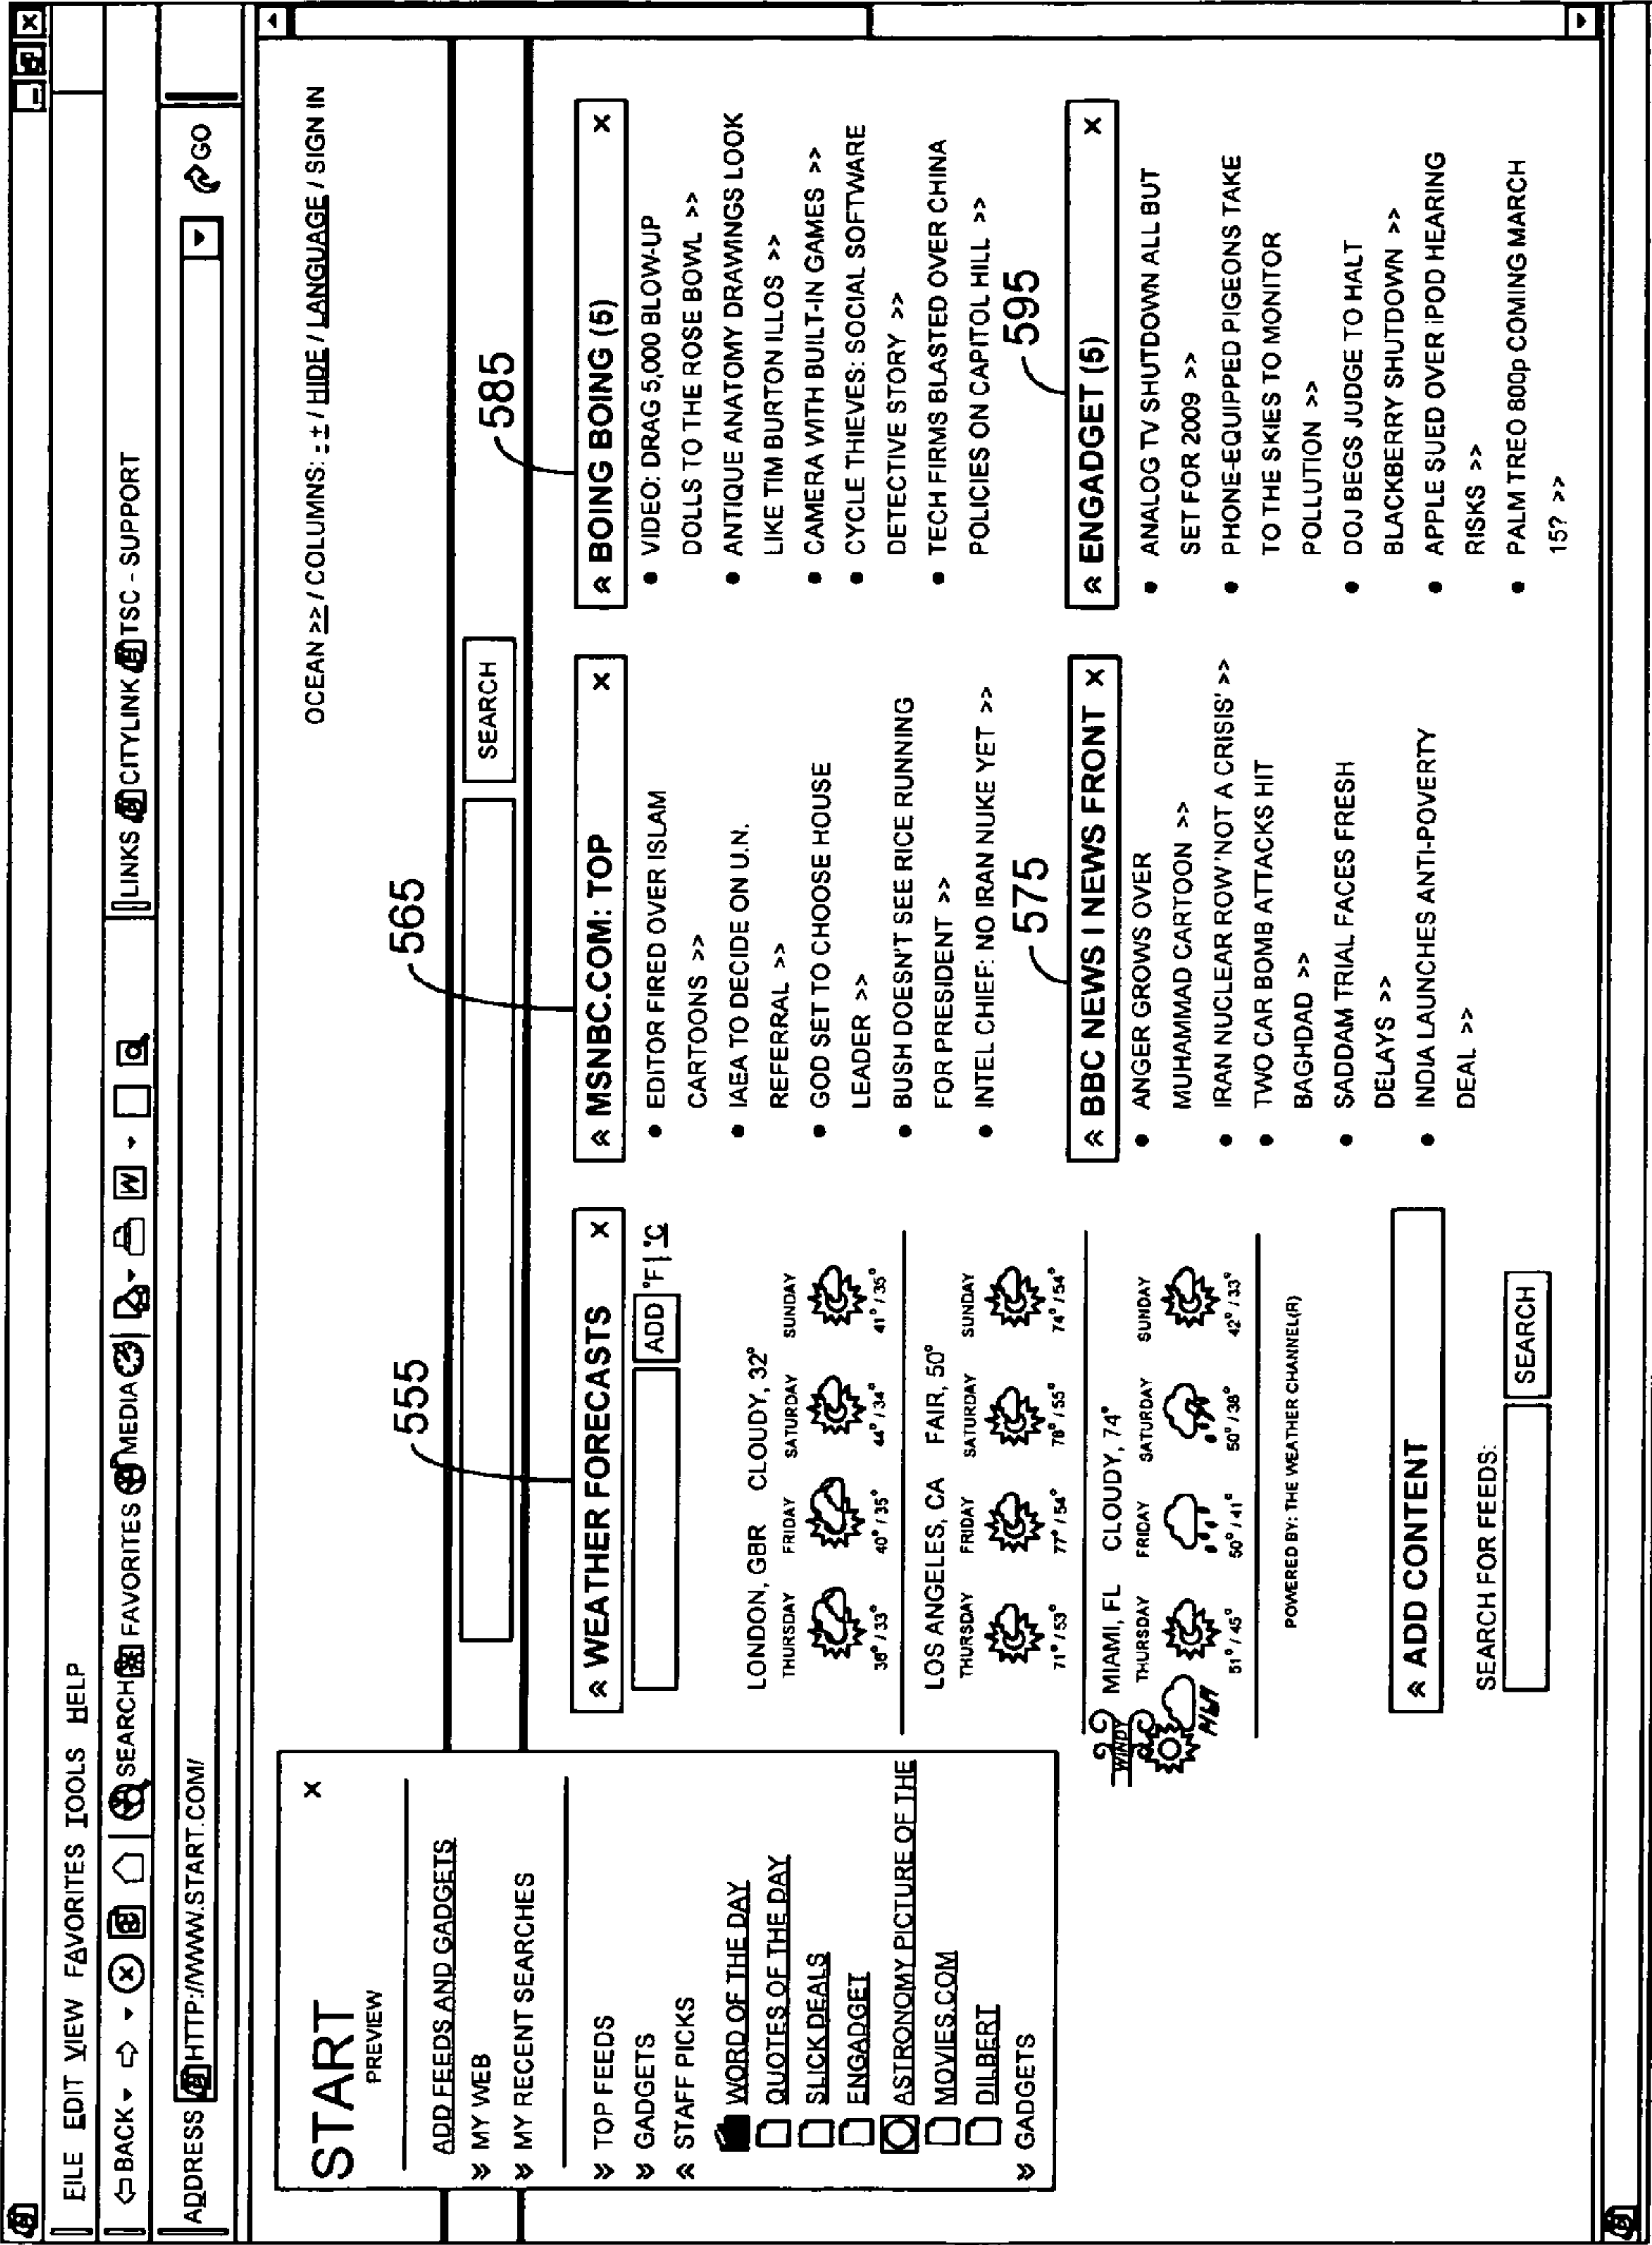 FILE EDIT VIEW FAVORITES TOOLS HELP
BACK SEARCH FAVORITES MEDIA W LINKS CITYLINK TSC - SUPPORT
ADDRESS HTTP://WWW.START.COM/ GO
OCEAN >> / COLUMNS: - ± / HIDE / LANGUAGE / SIGN IN
START
PREVIEW
X
ADD FEEDS AND GADGETS
MY WEB
MY RECENT SEARCHES
TOP FEEDS
GADGETS
STAFF PICKS
WORD OF THE DAY
QUOTES OF THE DAY
SLICK DEALS
ENGADGET
ASTRONOMY PICTURE OF THE
MOVIES.COM
DILBERT
GADGETS
SEARCH
555
WEATHER FORECASTS X
ADD °F | °C
LONDON, GBR CLOUDY, 32°
THURSDAY FRIDAY SATURDAY SUNDAY
38° / 33° 40° / 35° 44° / 34° 41° / 35°
LOS ANGELES, CA FAIR, 50°
THURSDAY FRIDAY SATURDAY SUNDAY
71° / 53° 77° / 54° 78° / 55° 74° / 54°
WINDY
MIAMI, FL CLOUDY, 74°
THURSDAY FRIDAY SATURDAY SUNDAY
51° / 45° 50° / 41° 50° / 38° 42° / 33°
POWERED BY: THE WEATHER CHANNEL(R)
ADD CONTENT
SEARCH FOR FEEDS:
SEARCH
565
MSNBC.COM: TOP X
• EDITOR FIRED OVER ISLAM
CARTOONS >>
• IAEA TO DECIDE ON U.N.
REFERRAL >>
• GOD SET TO CHOOSE HOUSE
LEADER >>
• BUSH DOESN'T SEE RICE RUNNING
FOR PRESIDENT >>
• INTEL CHIEF: NO IRAN NUKE YET >>
575
BBC NEWS I NEWS FRONT X
• ANGER GROWS OVER
MUHAMMAD CARTOON >>
• IRAN NUCLEAR ROW 'NOT A CRISIS' >>
• TWO CAR BOMB ATTACKS HIT
BAGHDAD >>
• SADDAM TRIAL FACES FRESH
DELAYS >>
• INDIA LAUNCHES ANTI-POVERTY
DEAL >>
585
BOING BOING (5) X
• VIDEO: DRAG 5,000 BLOW-UP
DOLLS TO THE ROSE BOWL >>
• ANTIQUE ANATOMY DRAWNGS LOOK
LIKE TIM BURTON ILLOS >>
• CAMERA WITH BUILT-IN GAMES >>
• CYCLE THIEVES: SOCIAL SOFTWARE
DETECTIVE STORY >>
• TECH FIRMS BLASTED OVER CHINA
POLICIES ON CAPITOL HILL >>
595
ENGADGET (5) X
• ANALOG TV SHUTDOWN ALL BUT
SET FOR 2009 >>
• PHONE-EQUIPPED PIGEONS TAKE
TO THE SKIES TO MONITOR
POLLUTION >>
• DOJ BEGS JUDGE TO HALT
BLACKBERRY SHUTDOWN >>
• APPLE SUED OVER iPOD HEARING
RISKS >>
• PALM TREO 800p COMING MARCH
15? >>